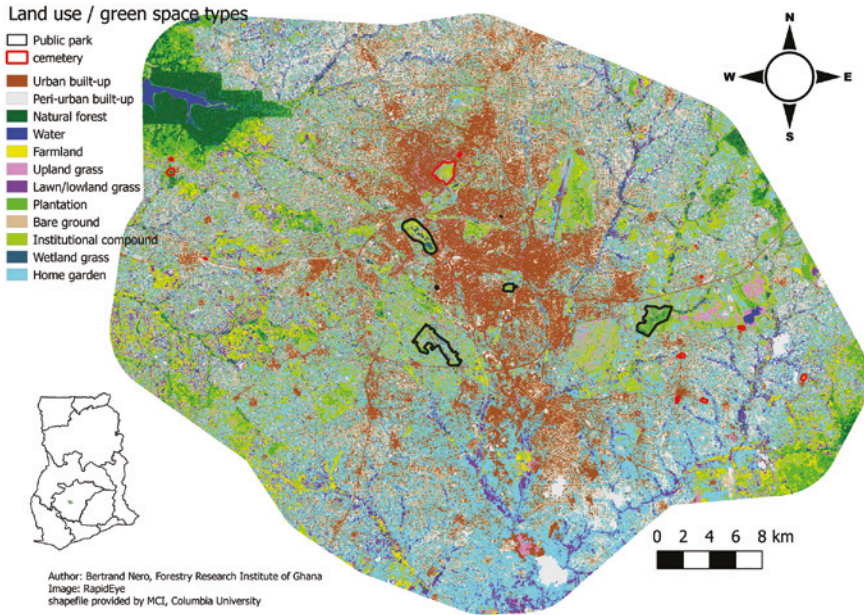 Land use / green space types
Public park
cemetery
Urban built-up
Peri-urban built-up
Natural forest
Water
Farmland
Upland grass
Lawn/lowland grass
Plantation
Bare ground
Institutional compound
Wetland grass
Home garden
N
W
E
S
0 2 4 6 8 km
Author: Bertrand Nero, Forestry Research Institute of Ghana
Image: RapidEye
shapefile provided by MCI, Columbia University